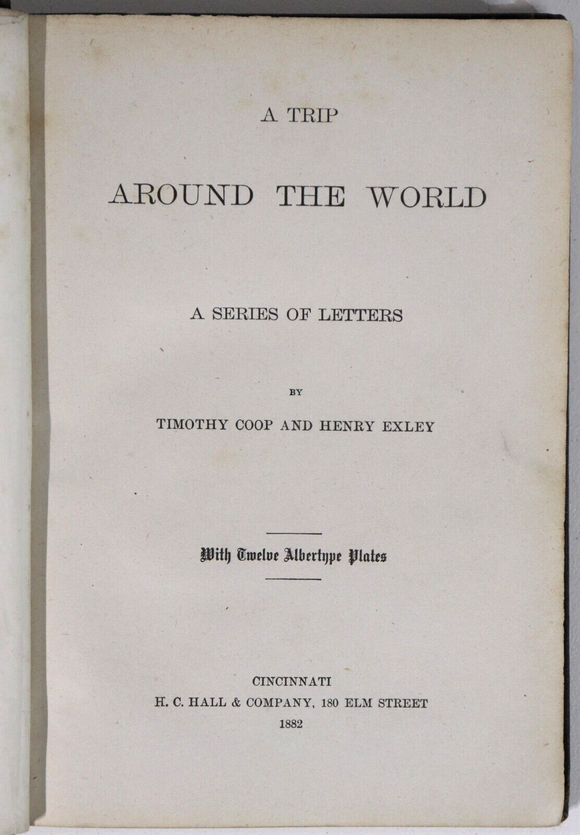 A TRIP
AROUND THE WORLD
A SERIES OF LETTERS
BY
TIMOTHY COOP AND HENRY EXLEY
With Twelve Albertype Plates
CINCINNATI
H. C. HALL & COMPANY, 180 ELM STREET
1882